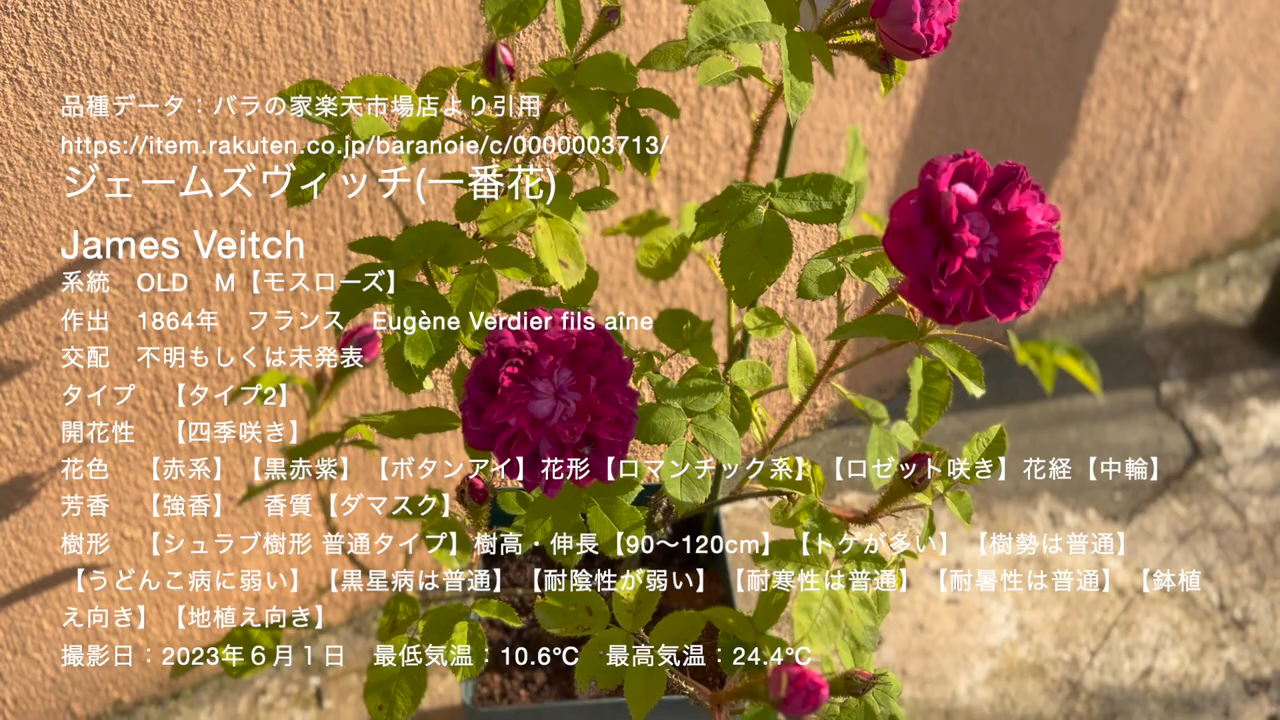 品種データ：バラの家楽天市場店より引用
https://item.rakuten.co.jp/baranoie/c/0000003713/
ジェームズヴィッチ(一番花)
James Veitch
系統　OLD　M【モスローズ】
作出　1864年　フランス　Eugène Verdier fils aîne
交配　不明もしくは未発表
タイプ　【タイプ2】
開花性　【四季咲き】
花色　【赤系】【黒赤紫】【ボタンアイ】花形【ロマンチック系】【ロゼット咲き】花経【中輪】
芳香　【強香】　香質【ダマスク】
樹形　【シュラブ樹形 普通タイプ】樹高・伸長【90〜120cm】【トゲが多い】【樹勢は普通】
【うどんこ病に弱い】【黒星病は普通】【耐陰性が弱い】【耐寒性は普通】【耐暑性は普通】【鉢植
え向き】【地植え向き】
撮影日：2023年６月１日　最低気温：10.6℃　最高気温：24.4℃